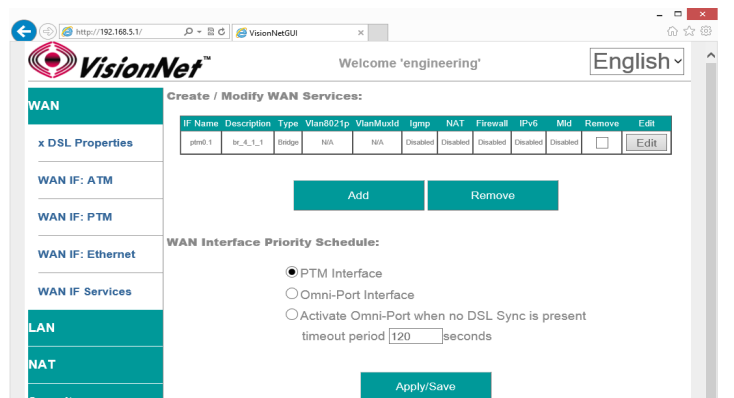 http://192.168.5.1/
VisionNetGUI
VisionNet™
Welcome 'engineering'
English
WAN
x DSL Properties
WAN IF: ATM
WAN IF: PTM
WAN IF: Ethernet
WAN IF Services
LAN
NAT
Create / Modify WAN Services:
IF Name Description Type Vlan8021p VlanMuxId Igmp NAT Firewall IPv6 Mld Remove Edit
ptm0.1 br_4_1_1 Bridge N/A N/A Disabled Disabled Disabled Disabled Disabled Edit
Add Remove
WAN Interface Priority Schedule:
PTM Interface
Omni-Port Interface
Activate Omni-Port when no DSL Sync is present
timeout period 120 seconds
Apply/Save